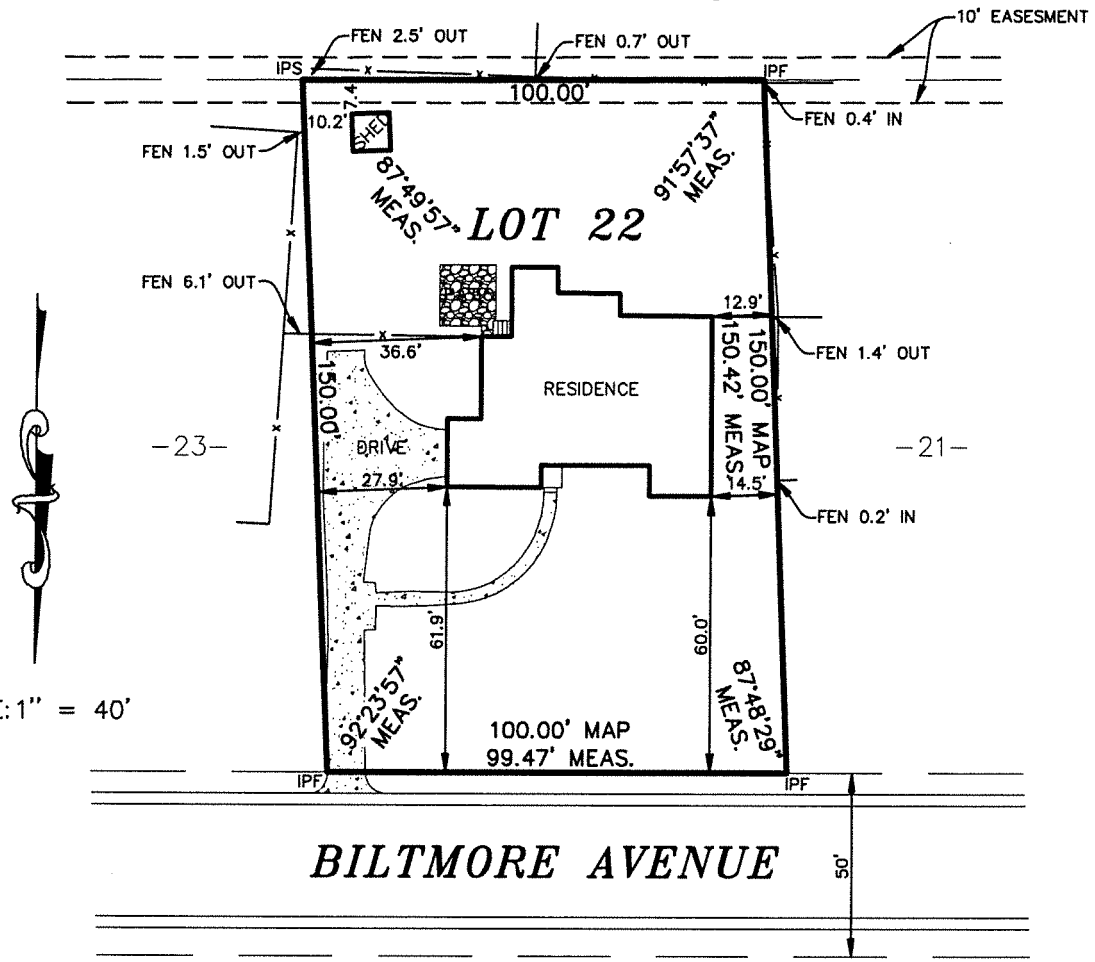 10' EASESMENT
FEN 2.5' OUT
FEN 0.7' OUT
IPS
IPF
100.00'
7.4
10.2'
SHED
FEN 0.4' IN
FEN 1.5' OUT
87°49'57"
MEAS.
91°57'37"
MEAS.
LOT 22
FEN 6.1' OUT
12.9'
36.6'
FEN 1.4' OUT
150.00'
RESIDENCE
150.00' MAP
150.42' MEAS.
-23-
DRIVE
-21-
27.9'
14.5'
FEN 0.2' IN
61.9'
60.0'
92°23'57"
MEAS.
87°48'29"
MEAS.
:1" = 40'
100.00' MAP
99.47' MEAS.
IPF
IPF
BILTMORE AVENUE
50'